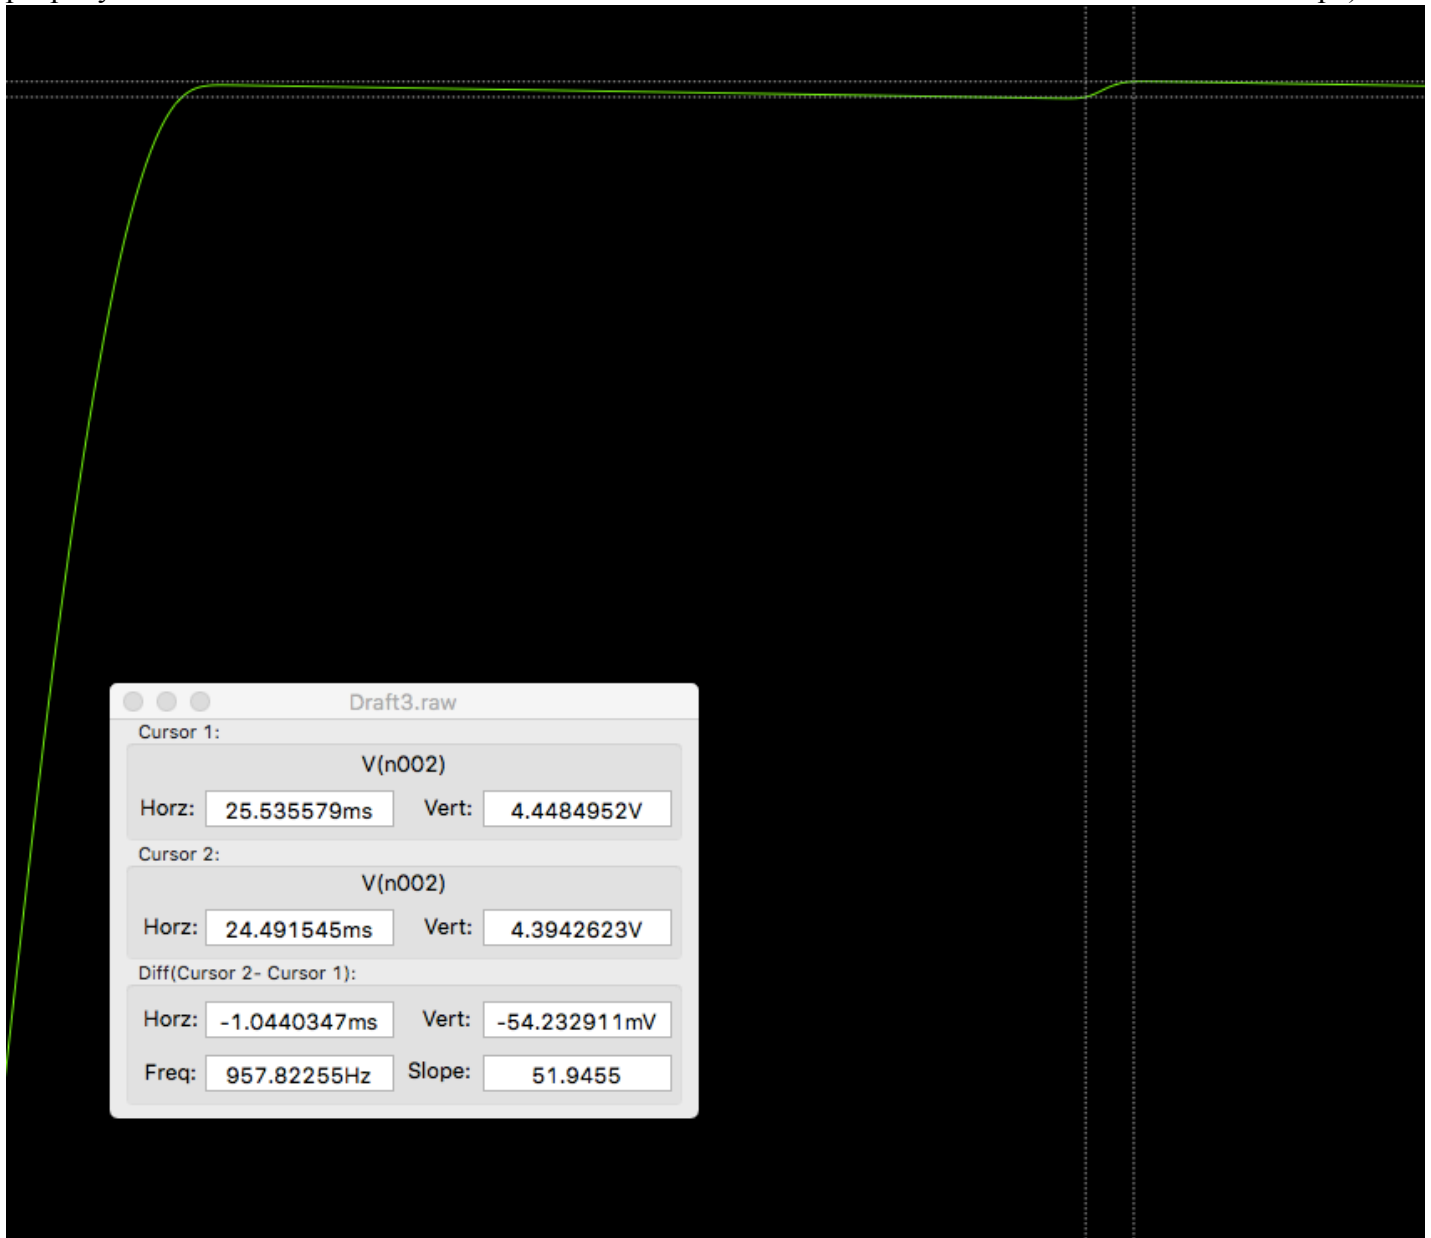 Draft3.raw
Cursor 1:
V(n002)
Horz: 25.535579ms Vert: 4.4484952V
Cursor 2:
V(n002)
Horz: 24.491545ms Vert: 4.3942623V
Diff(Cursor 2- Cursor 1):
Horz: -1.0440347ms Vert: -54.232911mV
Freq: 957.82255Hz Slope: 51.9455